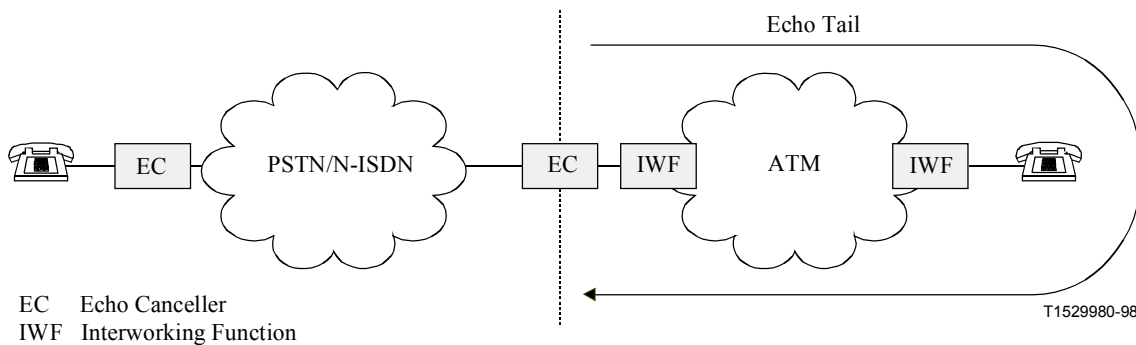 Echo Tail
EC
PSTN/N-ISDN
EC
IWF
ATM
IWF
EC Echo Canceller
IWF Interworking Function
T1529980-98